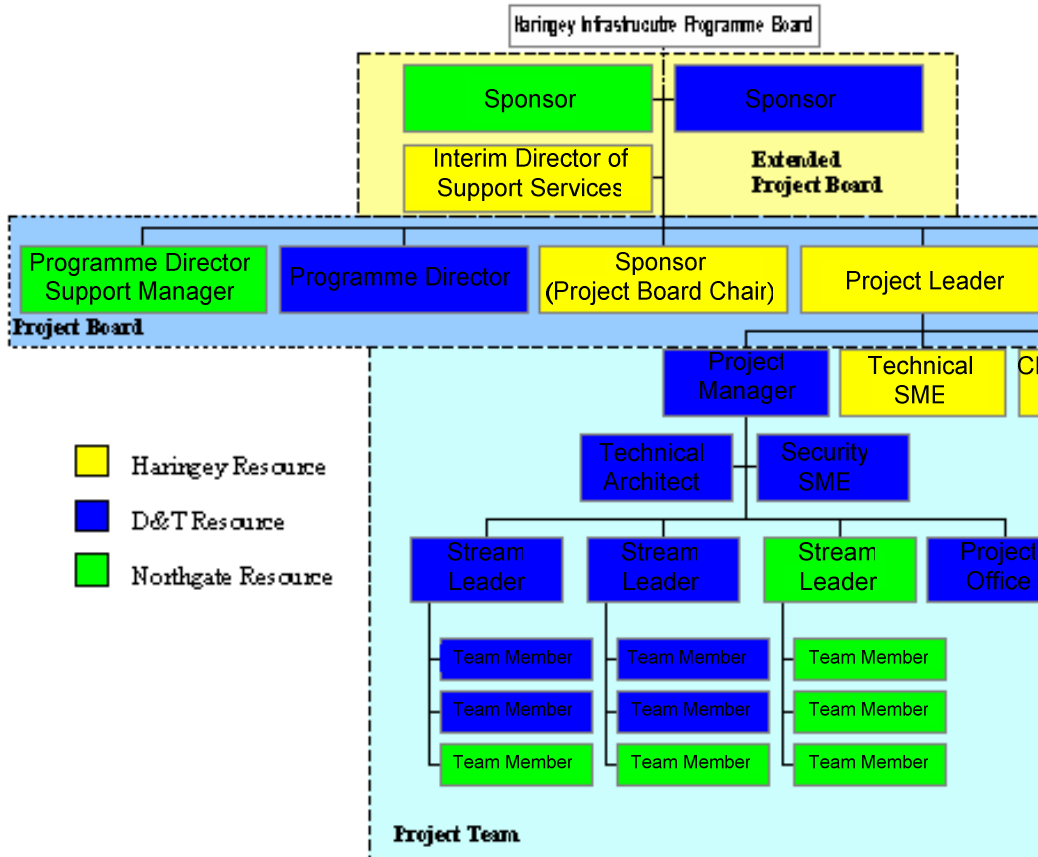 Haringey Infrastrucutre Programme Board
Sponsor
Sponsor
Interim Director of
Support Services
Extended
Project Board
Programme Director
Support Manager
Programme Director
Sponsor
(Project Board Chair)
Project Leader
Project Board
Project
Manager
Technical
SME
Cl
Technical
Architect
Security
SME
Haringey Resource
D&T Resource
Northgate Resource
Stream
Leader
Stream
Leader
Stream
Leader
Project
Office
Team Member
Team Member
Team Member
Team Member
Team Member
Team Member
Team Member
Team Member
Team Member
Project Team